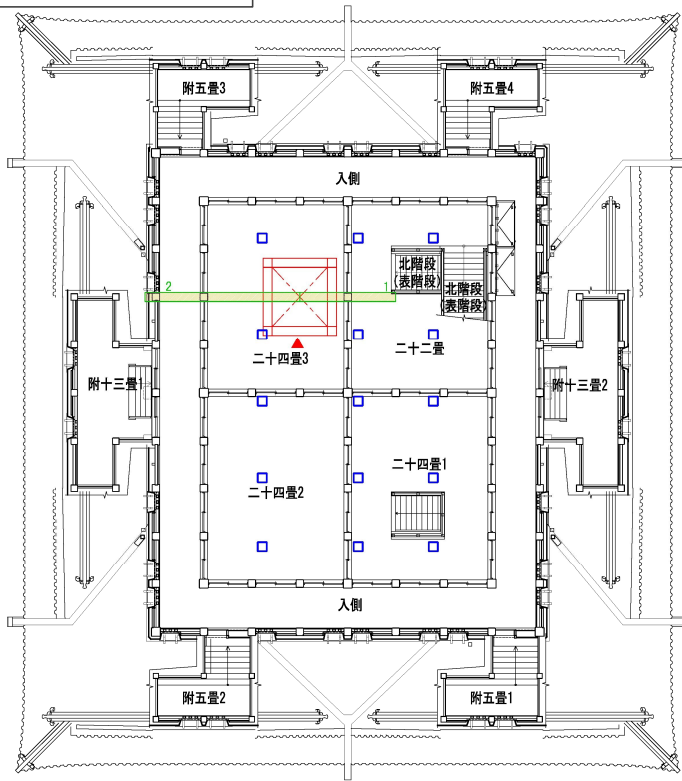 附五畳3
附五畳4
入側
北階段
(表階段)
北階段
(表階段)
2
1
二十四畳3
二十二畳
附十三畳1
附十三畳2
二十四畳2
二十四畳1
入側
附五畳2
附五畳1